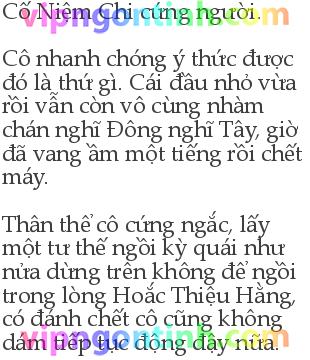 Cố Niệm Chi cứng người.
vipngontinh.com
Cô nhanh chóng ý thức được
đó là thứ gì. Cái đầu nhỏ vừa
rồi vẫn còn vô cùng nhàm
chán nghĩ Đông nghĩ Tây, giờ
đã vang ầm một tiếng rồi chết
máy.
Thân thể cô cứng ngắc, lấy
một tư thế ngồi kỳ quái như
nửa dừng trên không để ngồi
trong lòng Hoắc Thiệu Hằng,
có đánh chết cô cũng không
dám tiếp tục động đậy nữa.
vipngontinh.com